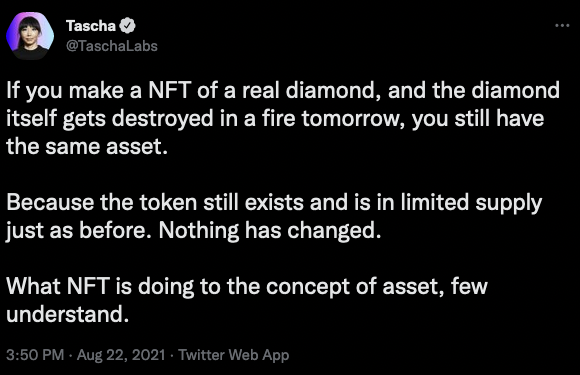 Tascha
@TaschaLabs
If you make a NFT of a real diamond, and the diamond
itself gets destroyed in a fire tomorrow, you still have
the same asset.
Because the token still exists and is in limited supply
just as before. Nothing has changed.
What NFT is doing to the concept of asset, few
understand.
3:50 PM · Aug 22, 2021 · Twitter Web App